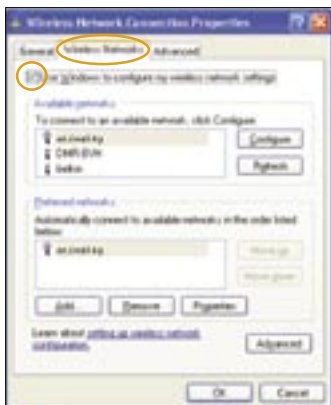 Wireless Network Connection Properties
General Wireless Networks Advanced
Use Windows to configure my wireless network settings
Available networks
To connect to an available network, click Configure.
Configure
belkin
Refresh
Preferred networks
Automatically connect to available networks in the order listed
below:
Move up
Move down
Add... Remove Properties
Learn about setting up wireless network
configuration.
Advanced
OK Cancel